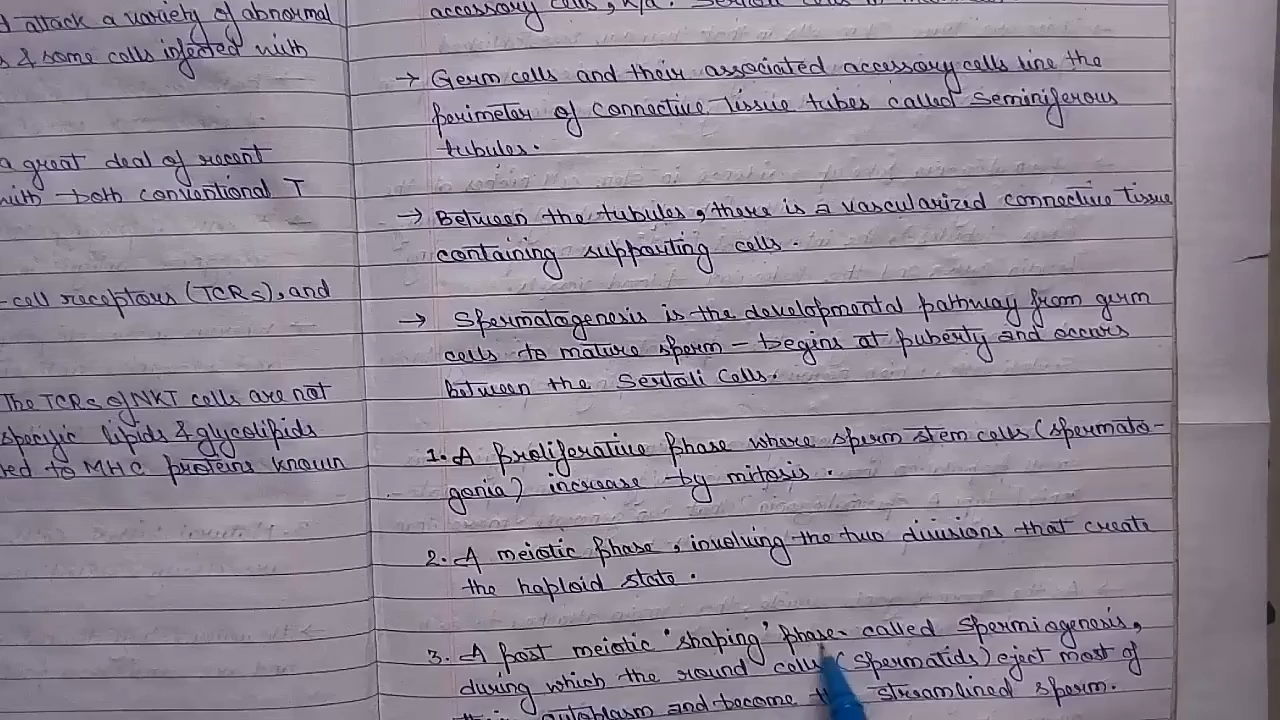 attack a variety of abnormal
& some cells infected with
a great deal of recent
with both conventional T
-cell receptors (TCRs), and
The TCRs of NKT cells are not
specific lipids & glycolipids
to MHC proteins known
accessory cells, k/a.
→ Germ cells and their associated accessory cells line the
perimeter of connective tissue tubes called seminiferous
tubules.
→ Between the tubules, there is a vascularized connective tissue
containing supporting cells.
→ Spermatogenesis is the developmental pathway from germ
cells to mature sperm - begins at puberty and occurs
between the Sertoli Cells.
1. A proliferative phase where sperm stem cells (spermato-
gonia) increase by mitosis.
2. A meiotic phase, involving the two divisions that create
the haploid state.
3. A post meiotic "shaping" phase called spermiogenesis,
during which the round cells (spermatids) eject most of
cytoplasm and become streamlined sperm.